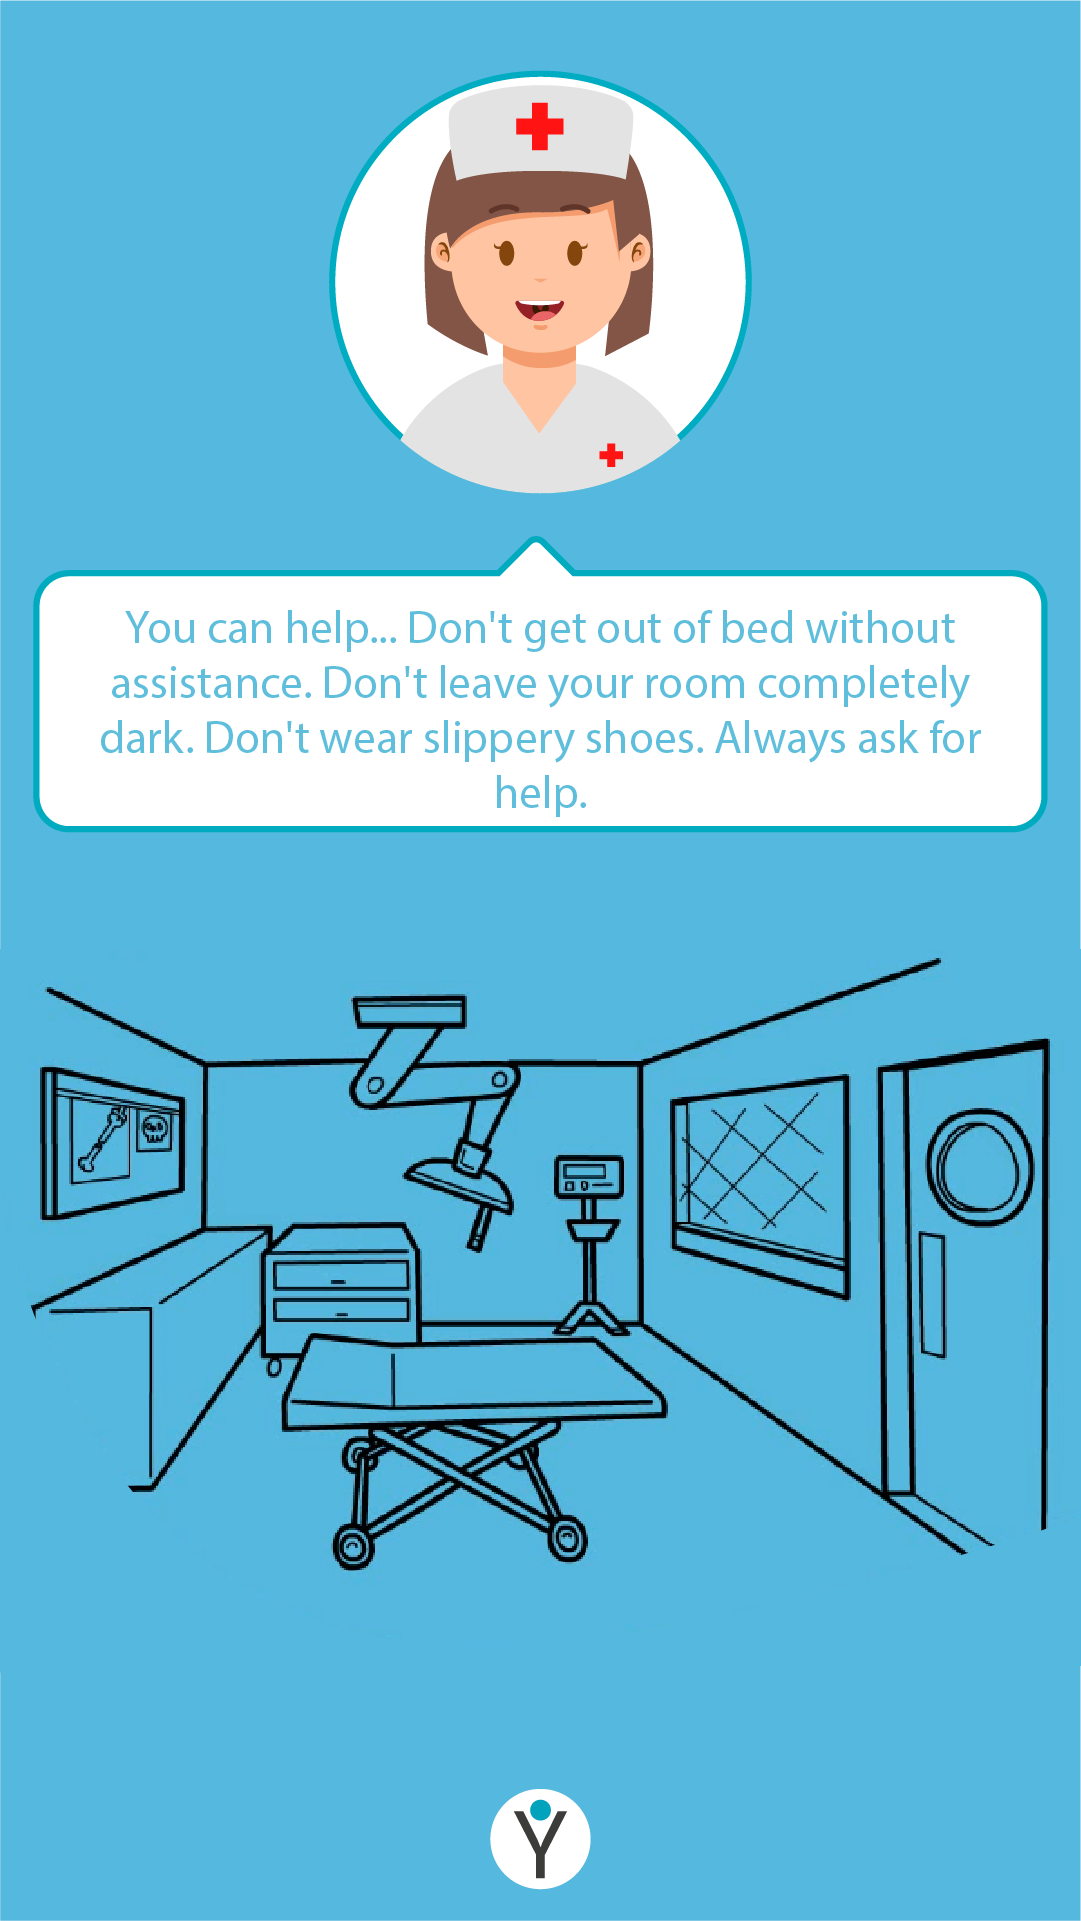 You can help... Don't get out of bed without
assistance. Don't leave your room completely
dark. Don't wear slippery shoes. Always ask for
help.
Y